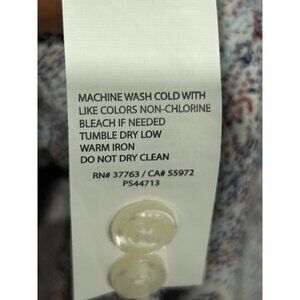 MACHINE WASH COLD WITH
LIKE COLORS NON-CHLORINE
BLEACH IF NEEDED
TUMBLE DRY LOW
WARM IRON
DO NOT DRY CLEAN
RN# 37763 / CA# 55972
PS44713